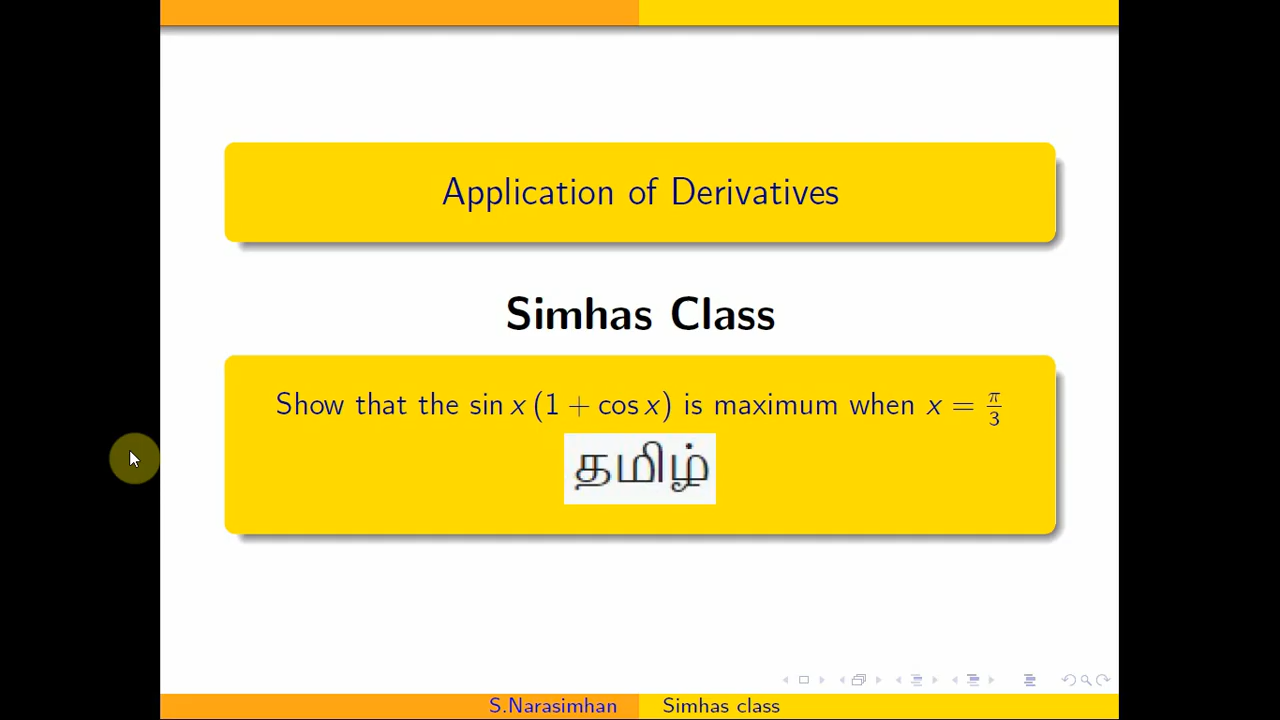 Application of Derivatives
Simhas Class
Show that the sin x (1 + cos x) is maximum when x = π/3
தமிழ்
S.Narasimhan Simhas class